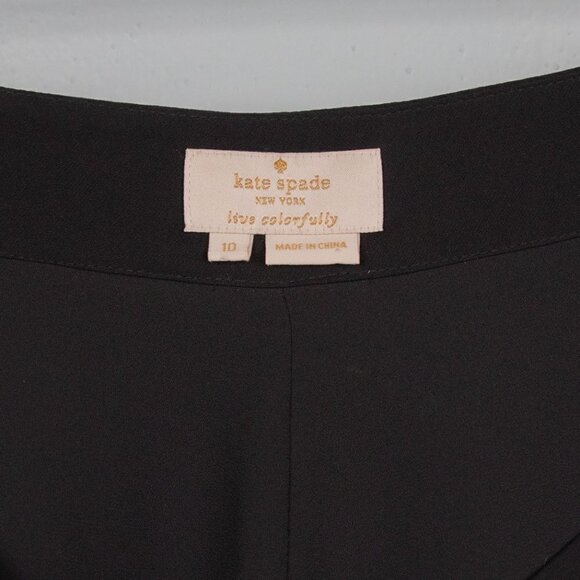 kate spade
NEW YORK
live colorfully
10
MADE IN CHINA